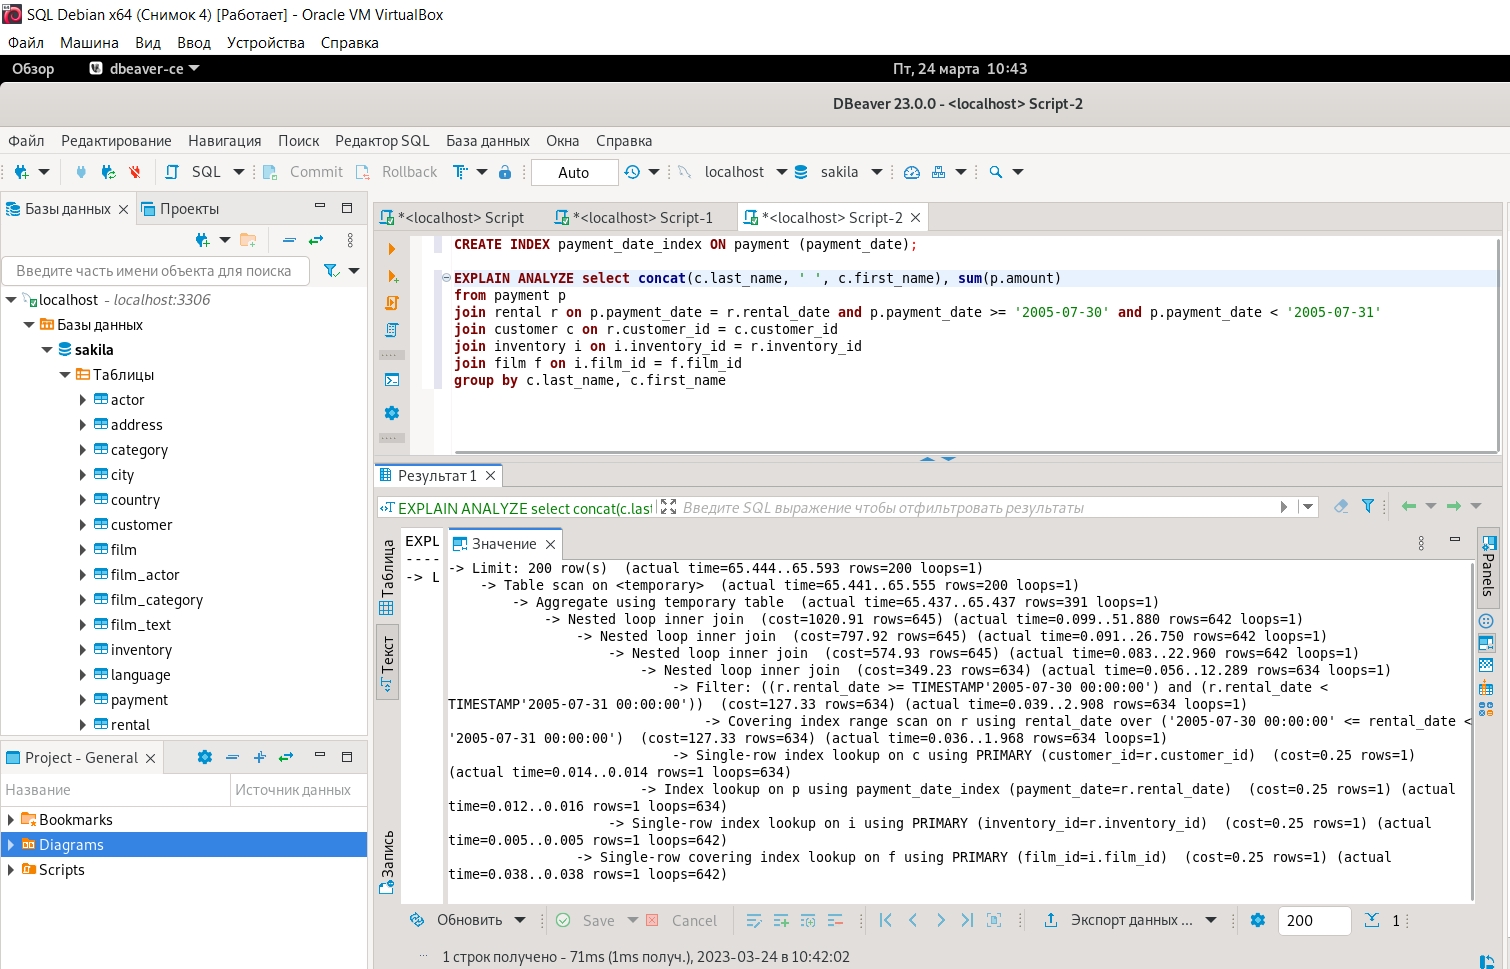 SQL Debian x64 (Снимок 4) [Работает] - Oracle VM VirtualBox
Файл Машина Вид Ввод Устройства Справка
Обзор dbeaver-ce Пт, 24 марта 10:43
DBeaver 23.0.0 - <localhost> Script-2
Файл Редактирование Навигация Поиск Редактор SQL База данных Окна Справка
SQL Commit Rollback Auto localhost sakila
Базы данных Проекты
Введите часть имени объекта для поиска
localhost - localhost:3306
Базы данных
sakila
Таблицы
actor
address
category
city
country
customer
film
film_actor
film_category
film_text
inventory
language
payment
rental
Project - General
Название Источник данных
Bookmarks
Diagrams
Scripts
*<localhost> Script *<localhost> Script-1 *<localhost> Script-2
CREATE INDEX payment_date_index ON payment (payment_date);
EXPLAIN ANALYZE select concat(c.last_name, ' ', c.first_name), sum(p.amount)
from payment p
join rental r on p.payment_date = r.rental_date and p.payment_date >= '2005-07-30' and p.payment_date < '2005-07-31'
join customer c on r.customer_id = c.customer_id
join inventory i on i.inventory_id = r.inventory_id
join film f on i.film_id = f.film_id
group by c.last_name, c.first_name
Результат 1
EXPLAIN ANALYZE select concat(c.las Введите SQL выражение чтобы отфильтровать результаты
Таблица
Текст
Запись
EXPL
----
-> L
Значение
-> Limit: 200 row(s) (actual time=65.444..65.593 rows=200 loops=1)
-> Table scan on <temporary> (actual time=65.441..65.555 rows=200 loops=1)
-> Aggregate using temporary table (actual time=65.437..65.437 rows=391 loops=1)
-> Nested loop inner join (cost=1020.91 rows=645) (actual time=0.099..51.880 rows=642 loops=1)
-> Nested loop inner join (cost=797.92 rows=645) (actual time=0.091..26.750 rows=642 loops=1)
-> Nested loop inner join (cost=574.93 rows=645) (actual time=0.083..22.960 rows=642 loops=1)
-> Nested loop inner join (cost=349.23 rows=634) (actual time=0.056..12.289 rows=634 loops=1)
-> Filter: ((r.rental_date >= TIMESTAMP'2005-07-30 00:00:00') and (r.rental_date <
TIMESTAMP'2005-07-31 00:00:00')) (cost=127.33 rows=634) (actual time=0.039..2.908 rows=634 loops=1)
-> Covering index range scan on r using rental_date over ('2005-07-30 00:00:00' <= rental_date <
'2005-07-31 00:00:00') (cost=127.33 rows=634) (actual time=0.036..1.968 rows=634 loops=1)
-> Single-row index lookup on c using PRIMARY (customer_id=r.customer_id) (cost=0.25 rows=1)
(actual time=0.014..0.014 rows=1 loops=634)
-> Index lookup on p using payment_date_index (payment_date=r.rental_date) (cost=0.25 rows=1) (actual
time=0.012..0.016 rows=1 loops=634)
-> Single-row index lookup on i using PRIMARY (inventory_id=r.inventory_id) (cost=0.25 rows=1) (actual
time=0.005..0.005 rows=1 loops=642)
-> Single-row covering index lookup on f using PRIMARY (film_id=i.film_id) (cost=0.25 rows=1) (actual
time=0.038..0.038 rows=1 loops=642)
Panels
Обновить Save Cancel Экспорт данных ... 200 1
1 строк получено - 71ms (1ms получ.), 2023-03-24 в 10:42:02